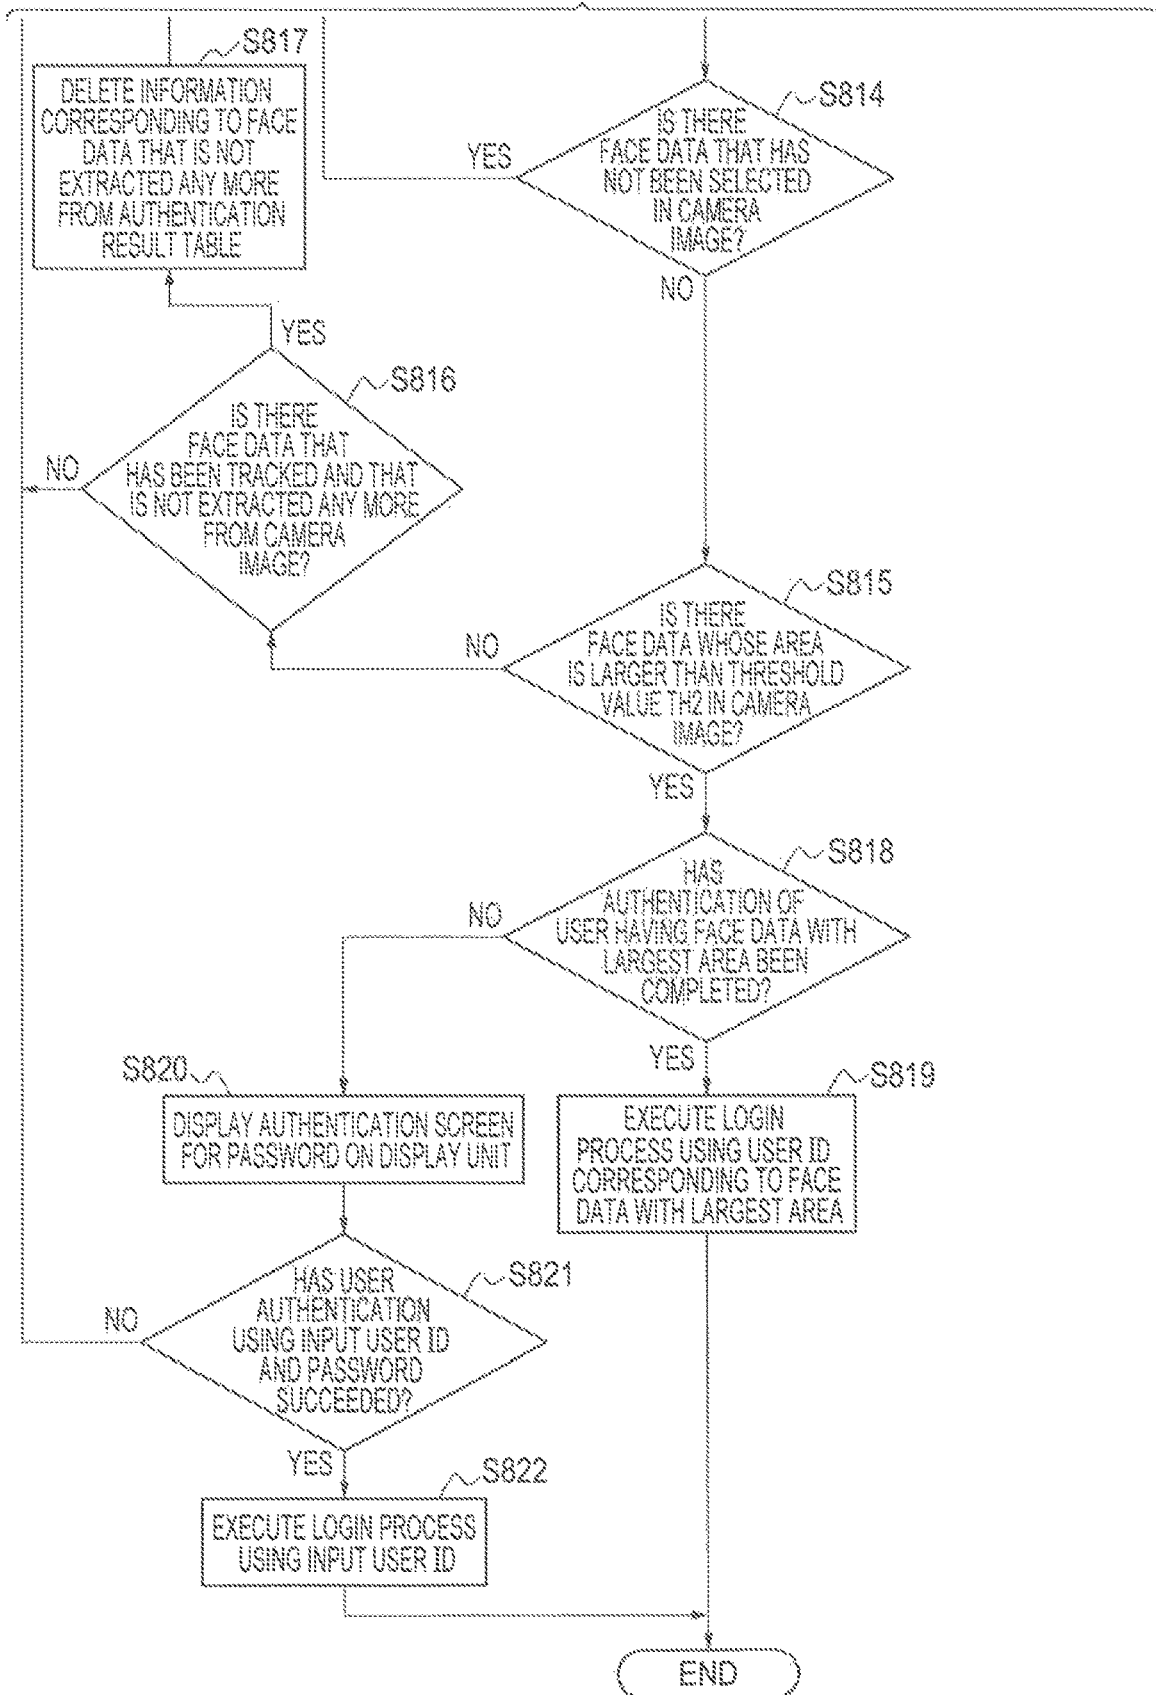 S817
DELETE INFORMATION
CORRESPONDING TO FACE
DATA THAT IS NOT
EXTRACTED ANY MORE
FROM AUTHENTICATION
RESULT TABLE
S814
IS THERE
FACE DATA THAT HAS
NOT BEEN SELECTED
IN CAMERA
IMAGE?
YES
NO
YES
S816
IS THERE
FACE DATA THAT
HAS BEEN TRACKED AND THAT
IS NOT EXTRACTED ANY MORE
FROM CAMERA
IMAGE?
NO
S815
IS THERE
FACE DATA WHOSE AREA
IS LARGER THAN THRESHOLD
VALUE TH2 IN CAMERA
IMAGE?
NO
YES
S818
HAS
AUTHENTICATION OF
USER HAVING FACE DATA WITH
LARGEST AREA BEEN
COMPLETED?
NO
YES
S820
DISPLAY AUTHENTICATION SCREEN
FOR PASSWORD ON DISPLAY UNIT
S819
EXECUTE LOGIN
PROCESS USING USER ID
CORRESPONDING TO FACE
DATA WITH LARGEST AREA
S821
HAS USER
AUTHENTICATION
USING INPUT USER ID
AND PASSWORD
SUCCEEDED?
NO
YES
S822
EXECUTE LOGIN PROCESS
USING INPUT USER ID
END